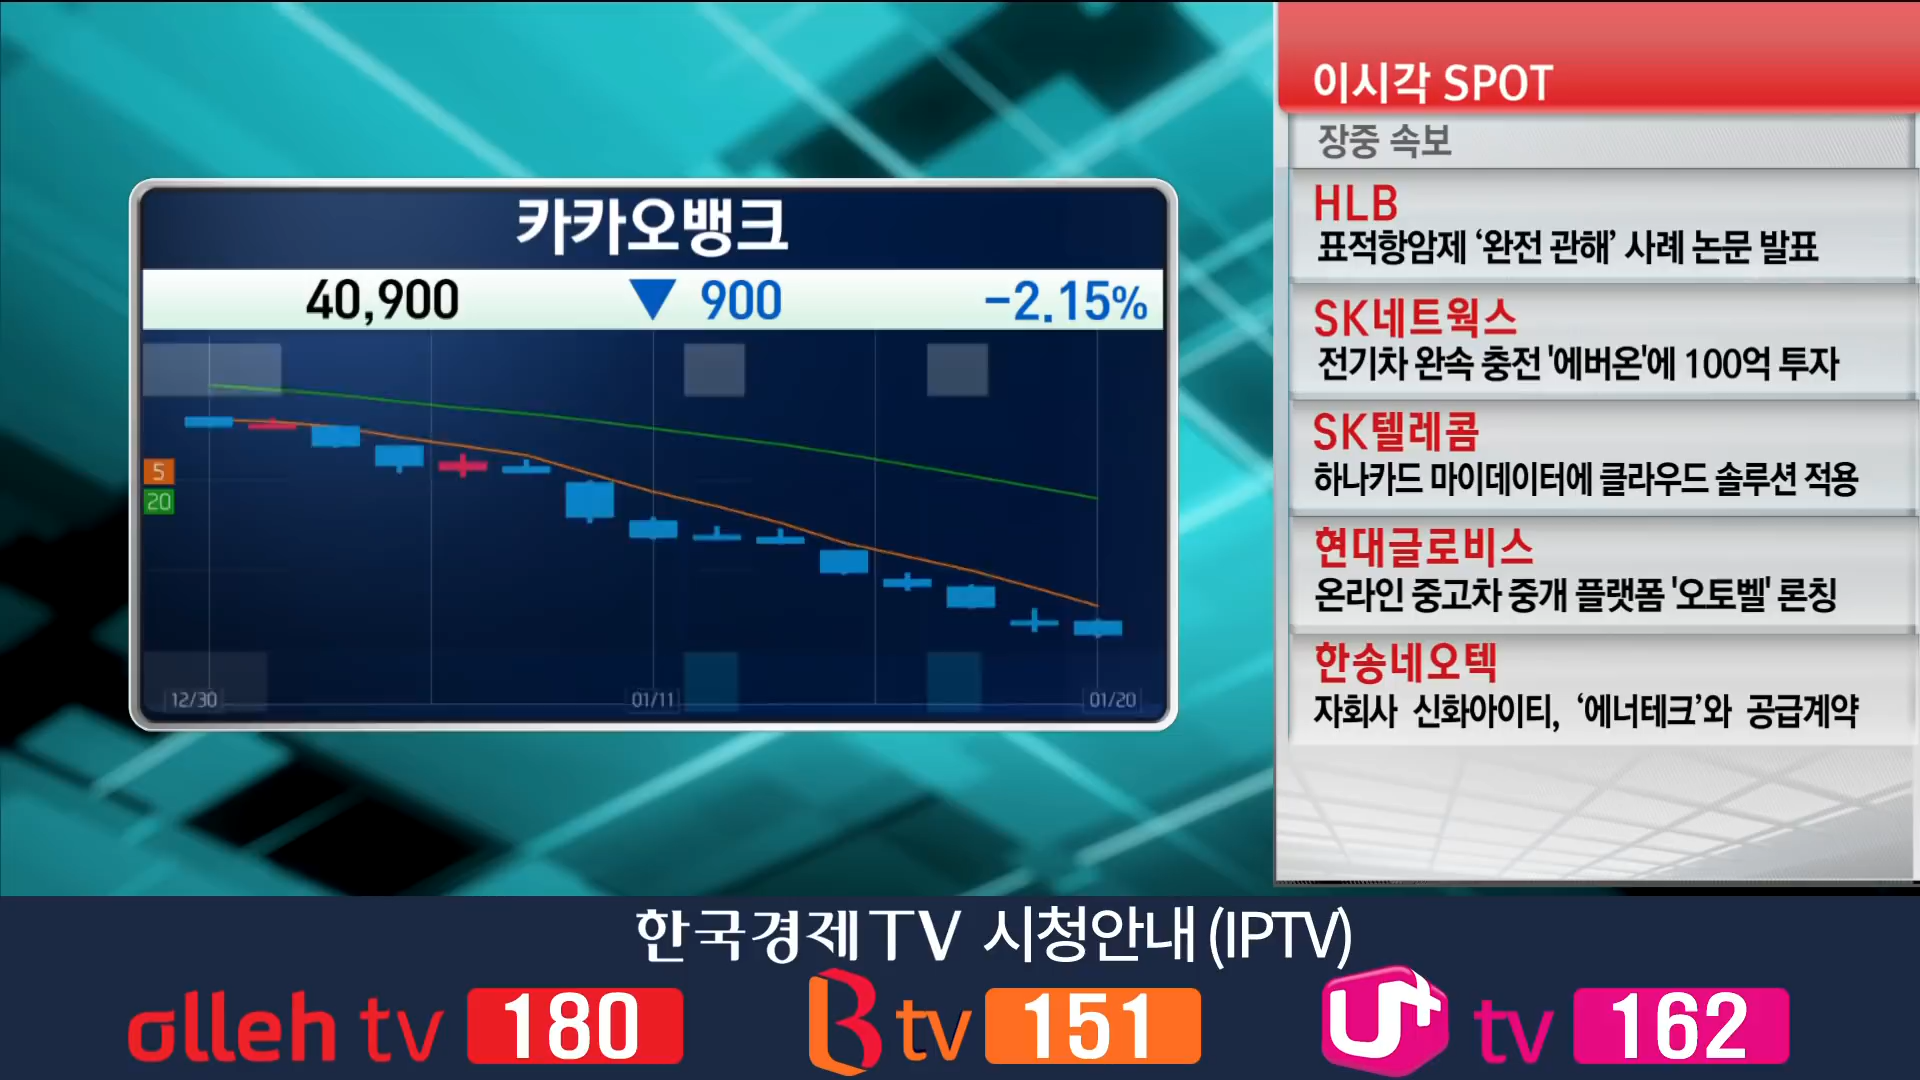 카카오뱅크
40,900 ▼ 900 -2.15%
5
20
12/30 01/11 01/20
이시각 SPOT
장중 속보
HLB
표적항암제 ‘완전 관해’ 사례 논문 발표
SK네트웍스
전기차 완속 충전 '에버온'에 100억 투자
SK텔레콤
하나카드 마이데이터에 클라우드 솔루션 적용
현대글로비스
온라인 중고차 중개 플랫폼 '오토벨' 론칭
한송네오텍
자회사 신화아이티, ‘에너테크’와 공급계약
한국경제TV 시청안내(IPTV)
olleh tv 180 B tv 151 U+ tv 162